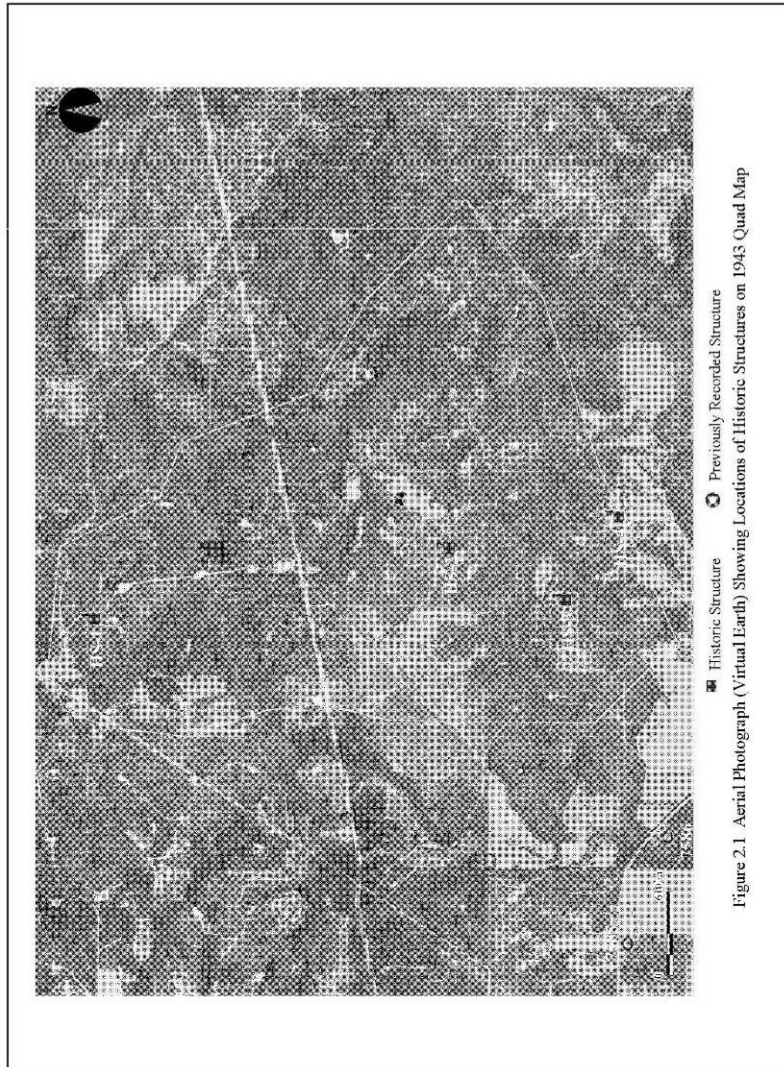 N
Historic Structure
Previously Recorded Structure
Figure 2.1 Aerial Photograph (Virtual Earth) Showing Locations of Historic Structures on 1943 Quad Map
0